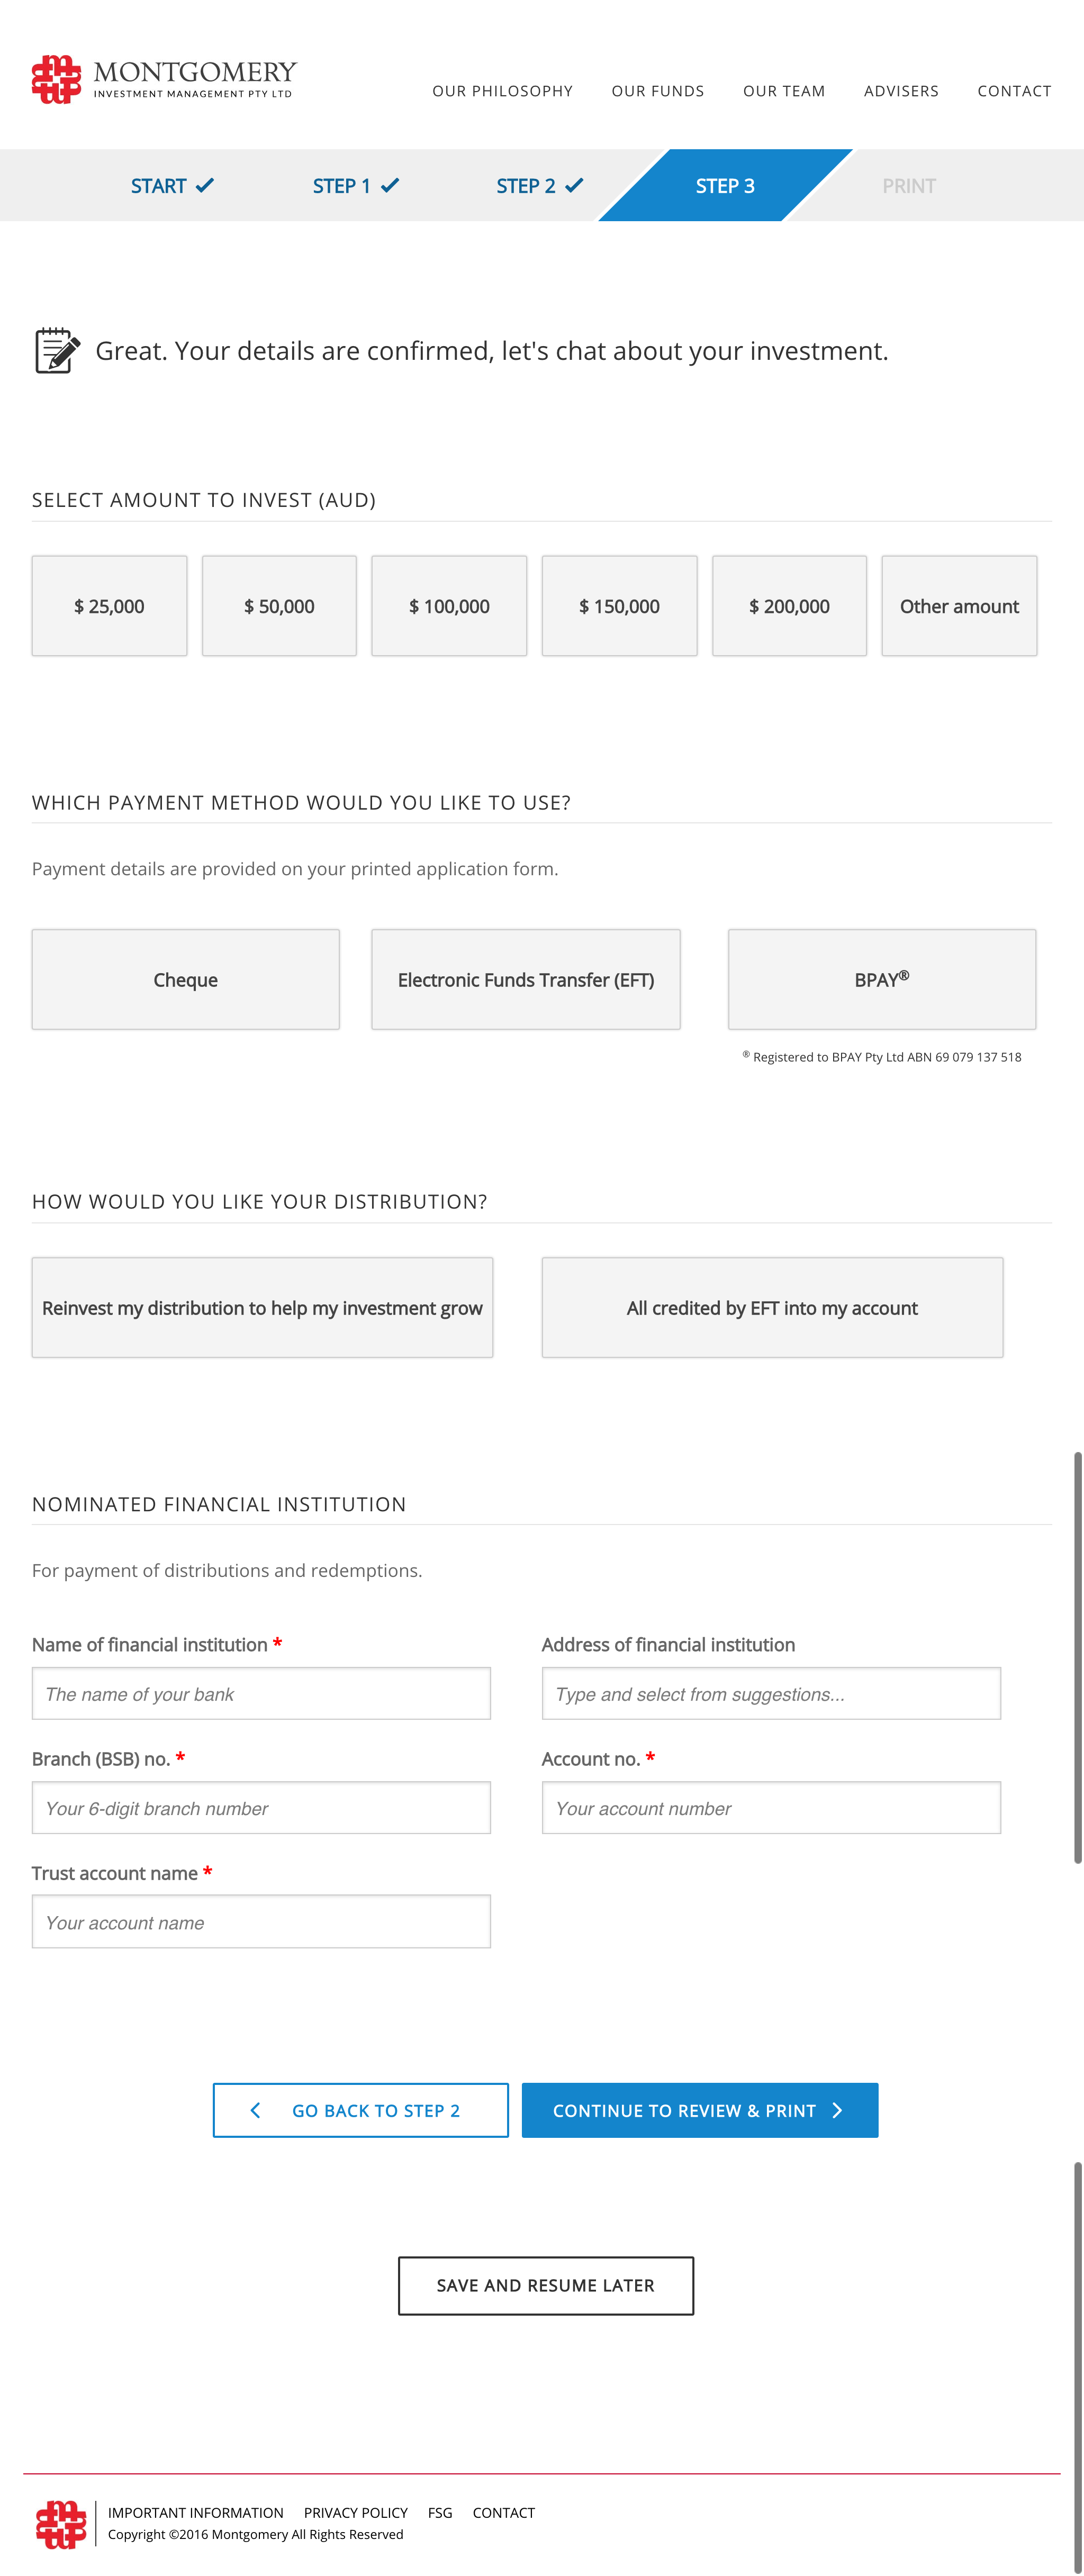 MONTGOMERY
INVESTMENT MANAGEMENT PTY LTD
OUR PHILOSOPHY OUR FUNDS OUR TEAM ADVISERS CONTACT
START STEP 1 STEP 2 STEP 3 PRINT
Great. Your details are confirmed, let's chat about your investment.
SELECT AMOUNT TO INVEST (AUD)
$ 25,000 $ 50,000 $ 100,000 $ 150,000 $ 200,000 Other amount
WHICH PAYMENT METHOD WOULD YOU LIKE TO USE?
Payment details are provided on your printed application form.
Cheque Electronic Funds Transfer (EFT) BPAY®
® Registered to BPAY Pty Ltd ABN 69 079 137 518
HOW WOULD YOU LIKE YOUR DISTRIBUTION?
Reinvest my distribution to help my investment grow All credited by EFT into my account
NOMINATED FINANCIAL INSTITUTION
For payment of distributions and redemptions.
Name of financial institution * Address of financial institution
The name of your bank Type and select from suggestions...
Branch (BSB) no. * Account no. *
Your 6-digit branch number Your account number
Trust account name *
Your account name
GO BACK TO STEP 2 CONTINUE TO REVIEW & PRINT
SAVE AND RESUME LATER
IMPORTANT INFORMATION PRIVACY POLICY FSG CONTACT
Copyright ©2016 Montgomery All Rights Reserved